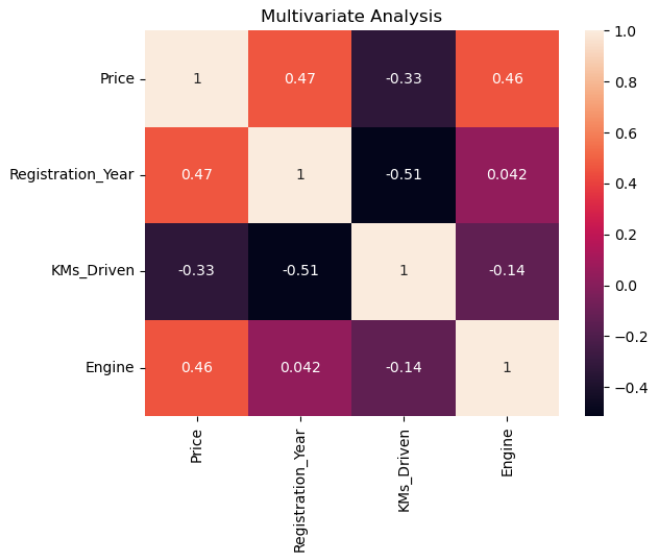 Multivariate Analysis
Price
1
0.47
-0.33
0.46
Registration_Year
0.47
1
-0.51
0.042
KMs_Driven
-0.33
-0.51
1
-0.14
Engine
0.46
0.042
-0.14
1
Price
Registration_Year
KMs_Driven
Engine
1.0
0.8
0.6
0.4
0.2
0.0
−0.2
−0.4